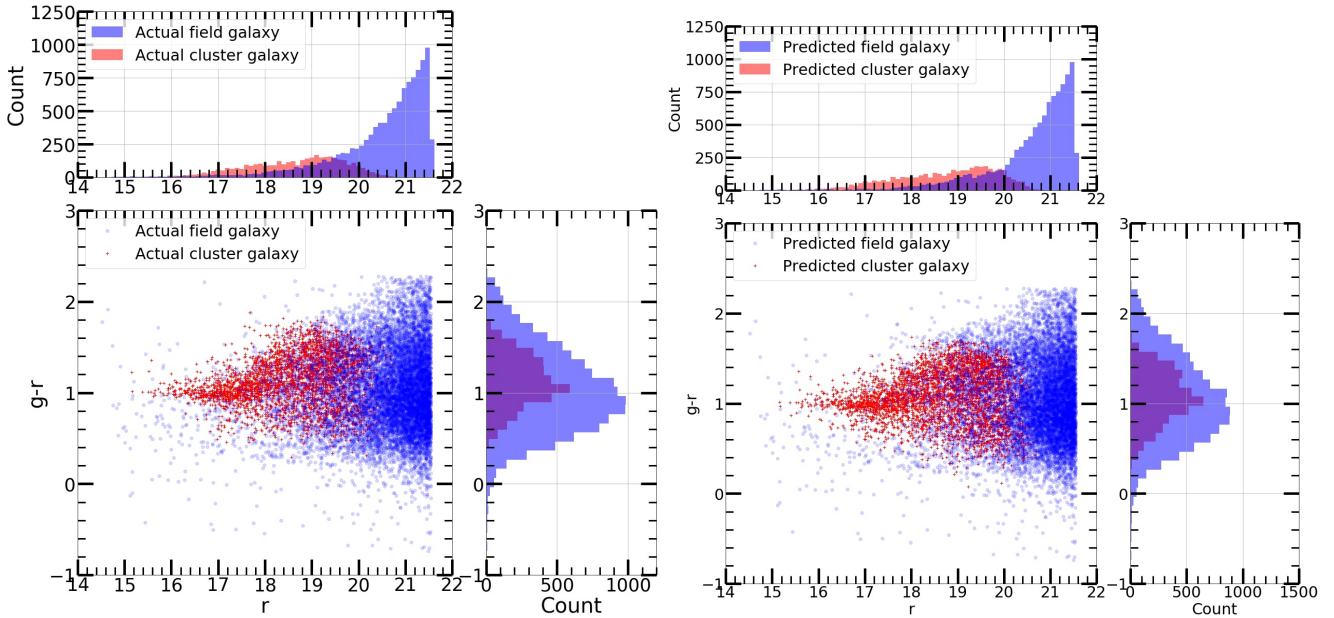 1250
1000
750
500
250
0
Count
Actual field galaxy
Actual cluster galaxy
14 15 16 17 18 19 20 21 22
3
2
1
0
−1
g-r
Actual field galaxy
Actual cluster galaxy
14 15 16 17 18 19 20 21 22
r
0 500 1000
Count
1250
1000
750
500
250
0
Count
Predicted field galaxy
Predicted cluster galaxy
14 15 16 17 18 19 20 21 22
3
2
1
0
−1
g-r
Predicted field galaxy
Predicted cluster galaxy
14 15 16 17 18 19 20 21 22
r
3
2
1
0
−1
0 500 1000 1500
Count